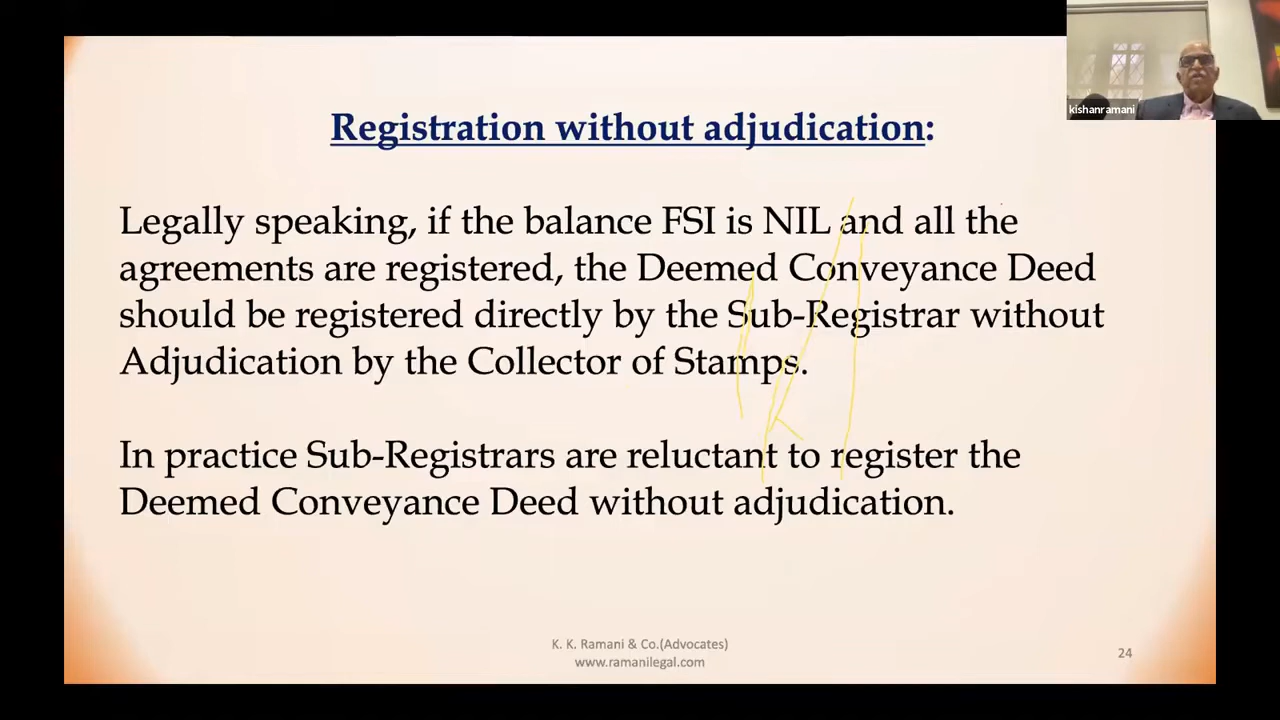 kishanramani
Registration without adjudication:
Legally speaking, if the balance FSI is NIL and all the
agreements are registered, the Deemed Conveyance Deed
should be registered directly by the Sub-Registrar without
Adjudication by the Collector of Stamps.
In practice Sub-Registrars are reluctant to register the
Deemed Conveyance Deed without adjudication.
K. K. Ramani & Co.(Advocates)
www.ramanilegal.com
24